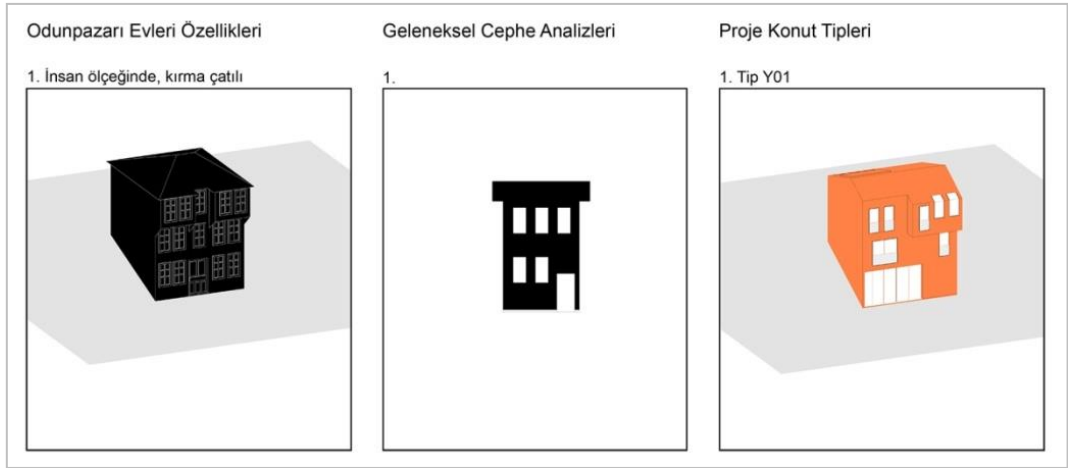 Odunpazarı Evleri Özellikleri
1. İnsan ölçeğinde, kırma çatılı
Geleneksel Cephe Analizleri
1.
Proje Konut Tipleri
1. Tip Y01